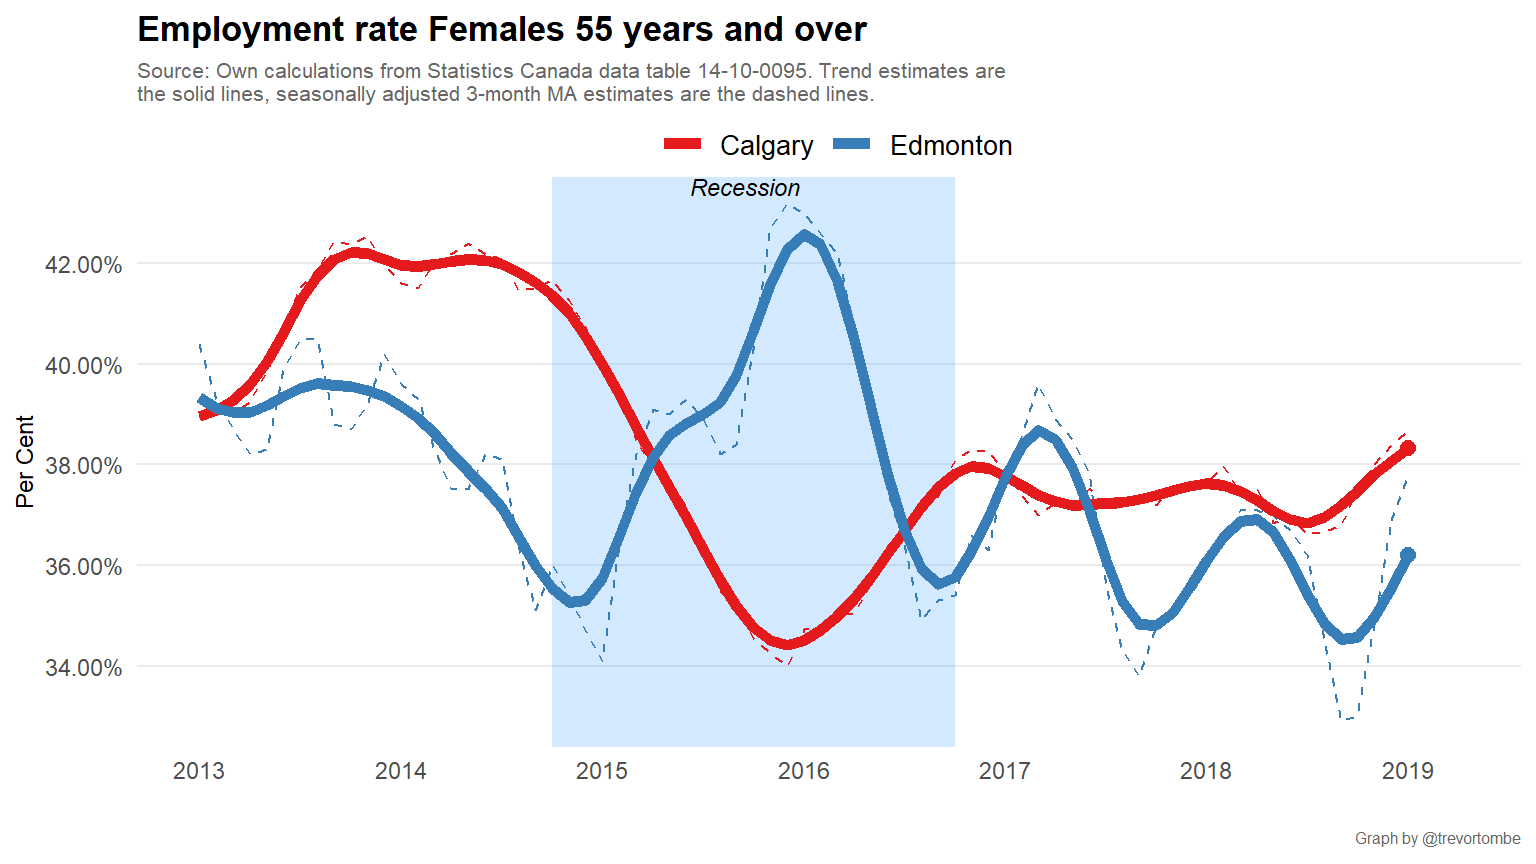 Employment rate Females 55 years and over
Source: Own calculations from Statistics Canada data table 14-10-0095. Trend estimates are
the solid lines, seasonally adjusted 3-month MA estimates are the dashed lines.
Calgary Edmonton
Recession
42.00%
40.00%
38.00%
36.00%
34.00%
Per Cent
2013 2014 2015 2016 2017 2018 2019
Graph by @trevortombe